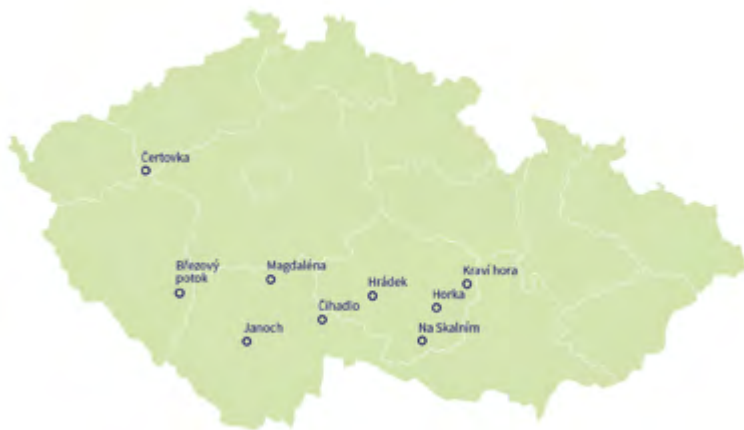 Čertovka
Březový
potok
Magdaléna
Hrádek
Kraví hora
Čihadlo
Horka
Janoch
Na Skalním